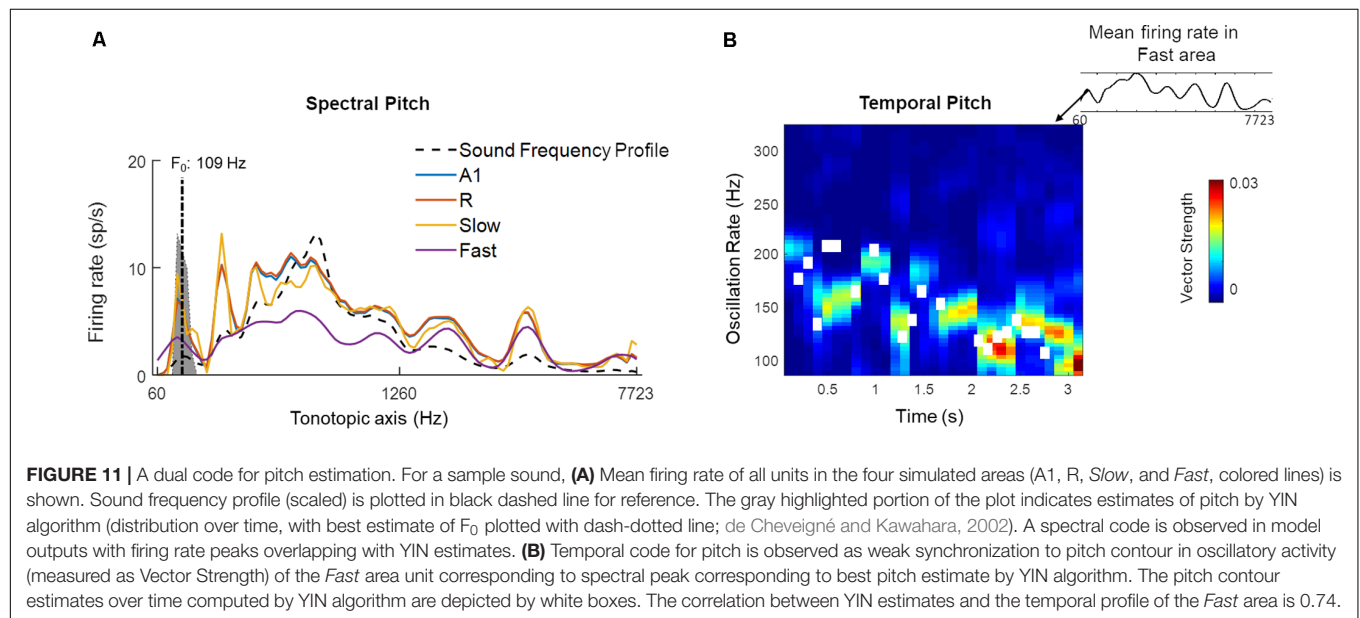 A
B
Mean firing rate in
Fast area
60
7723
Spectral Pitch
Temporal Pitch
F0: 109 Hz
Sound Frequency Profile
A1
R
Slow
Fast
20
10
0
Firing rate (sp/s)
60
1260
7723
Tonotopic axis (Hz)
300
250
200
150
100
Oscillation Rate (Hz)
0.5
1
1.5
2
2.5
3
Time (s)
0.03
0
Vector Strength
FIGURE 11 | A dual code for pitch estimation. For a sample sound, (A) Mean firing rate of all units in the four simulated areas (A1, R, Slow, and Fast, colored lines) is
shown. Sound frequency profile (scaled) is plotted in black dashed line for reference. The gray highlighted portion of the plot indicates estimates of pitch by YIN
algorithm (distribution over time, with best estimate of F0 plotted with dash-dotted line; de Cheveigné and Kawahara, 2002). A spectral code is observed in model
outputs with firing rate peaks overlapping with YIN estimates. (B) Temporal code for pitch is observed as weak synchronization to pitch contour in oscillatory activity
(measured as Vector Strength) of the Fast area unit corresponding to spectral peak corresponding to best pitch estimate by YIN algorithm. The pitch contour
estimates over time computed by YIN algorithm are depicted by white boxes. The correlation between YIN estimates and the temporal profile of the Fast area is 0.74.